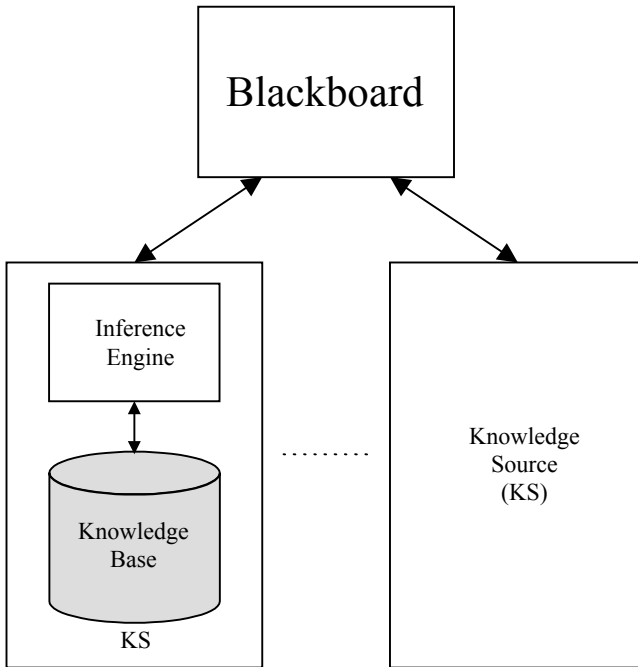 Blackboard
Inference
Engine
Knowledge
Base
KS
Knowledge
Source
(KS)